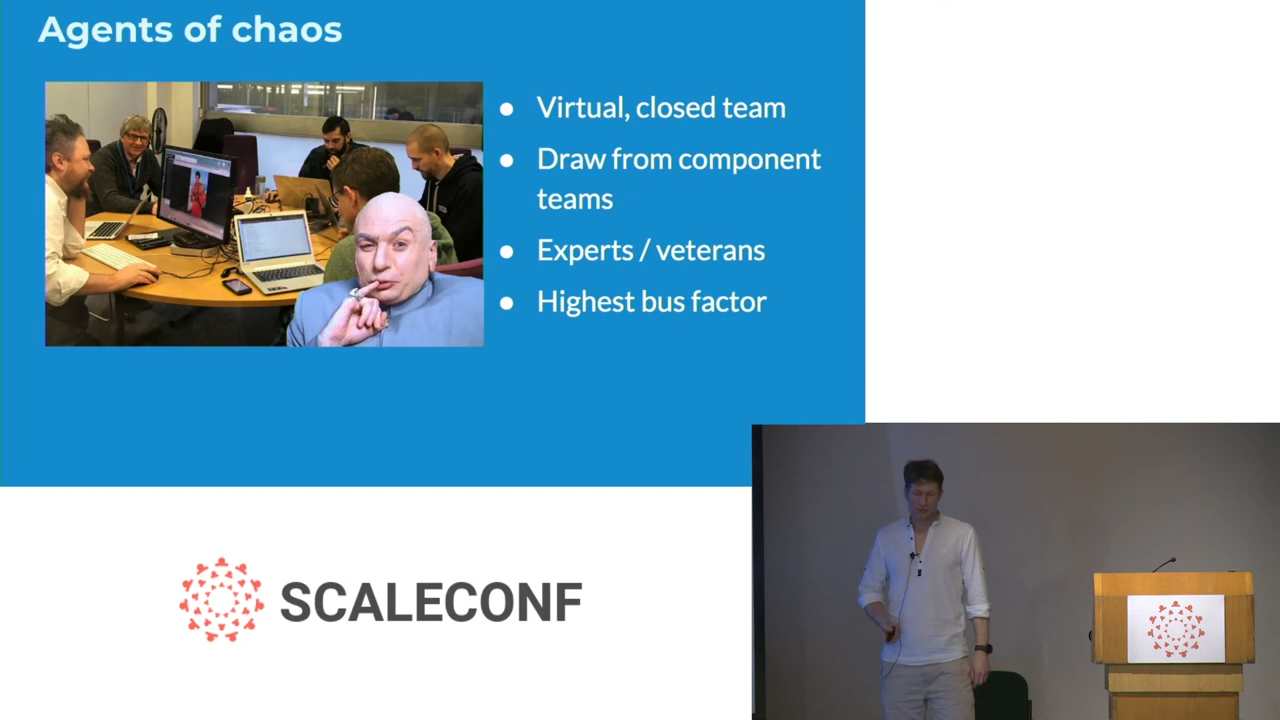 Agents of chaos
● Virtual, closed team
● Draw from component
teams
● Experts / veterans
● Highest bus factor
SCALECONF